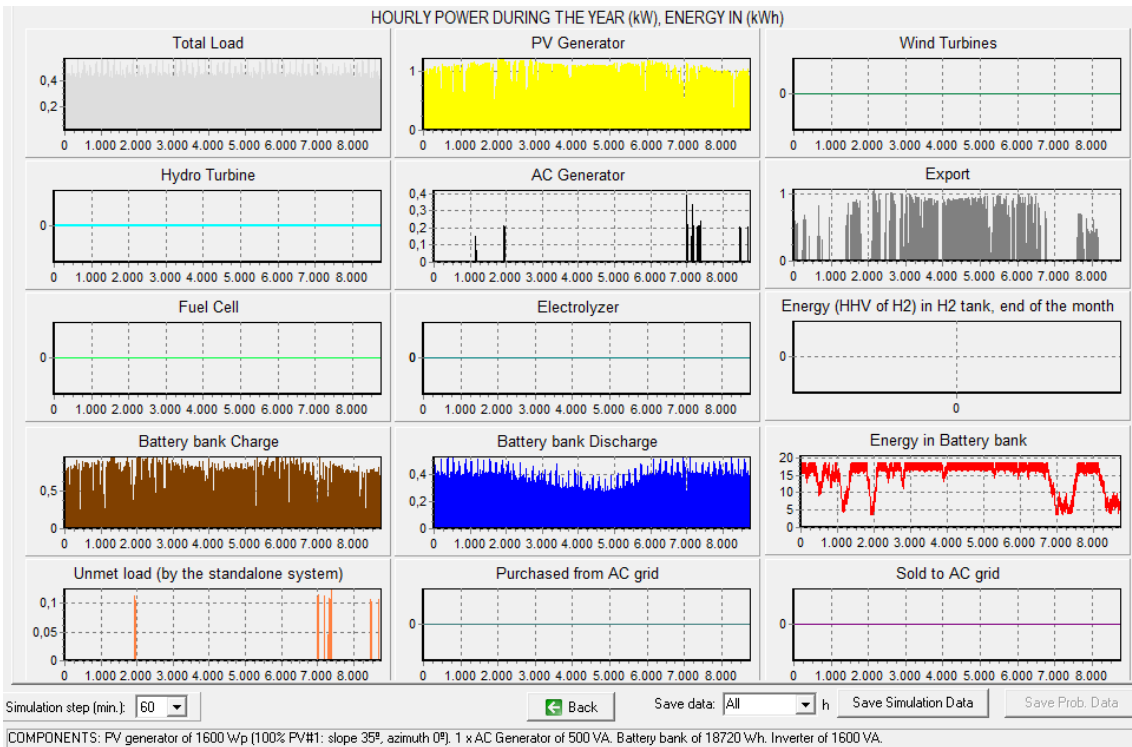 HOURLY POWER DURING THE YEAR (kW), ENERGY IN (kWh)
Total Load
0,4
0,2
0 1.000 2.000 3.000 4.000 5.000 6.000 7.000 8.000
PV Generator
1
0
0 1.000 2.000 3.000 4.000 5.000 6.000 7.000 8.000
Wind Turbines
0
0 1.000 2.000 3.000 4.000 5.000 6.000 7.000 8.000
Hydro Turbine
0
0 1.000 2.000 3.000 4.000 5.000 6.000 7.000 8.000
AC Generator
0,4
0,3
0,2
0,1
0
0 1.000 2.000 3.000 4.000 5.000 6.000 7.000 8.000
Export
1
0
0 1.000 2.000 3.000 4.000 5.000 6.000 7.000 8.000
Fuel Cell
0
0 1.000 2.000 3.000 4.000 5.000 6.000 7.000 8.000
Electrolyzer
0
0 1.000 2.000 3.000 4.000 5.000 6.000 7.000 8.000
Energy (HHV of H2) in H2 tank, end of the month
0
0
Battery bank Charge
0,5
0
0 1.000 2.000 3.000 4.000 5.000 6.000 7.000 8.000
Battery bank Discharge
0,4
0,2
0
0 1.000 2.000 3.000 4.000 5.000 6.000 7.000 8.000
Energy in Battery bank
20
15
10
5
0
0 1.000 2.000 3.000 4.000 5.000 6.000 7.000 8.000
Unmet load (by the standalone system)
0,1
0,05
0
0 1.000 2.000 3.000 4.000 5.000 6.000 7.000 8.000
Purchased from AC grid
0
0 1.000 2.000 3.000 4.000 5.000 6.000 7.000 8.000
Sold to AC grid
0
0 1.000 2.000 3.000 4.000 5.000 6.000 7.000 8.000
Simulation step (min.): 60
Back
Save data: All h
Save Simulation Data
Save Prob. Data
COMPONENTS: PV generator of 1600 Wp (100% PV#1: slope 35º, azimuth 0º). 1 x AC Generator of 500 VA. Battery bank of 18720 Wh. Inverter of 1600 VA.